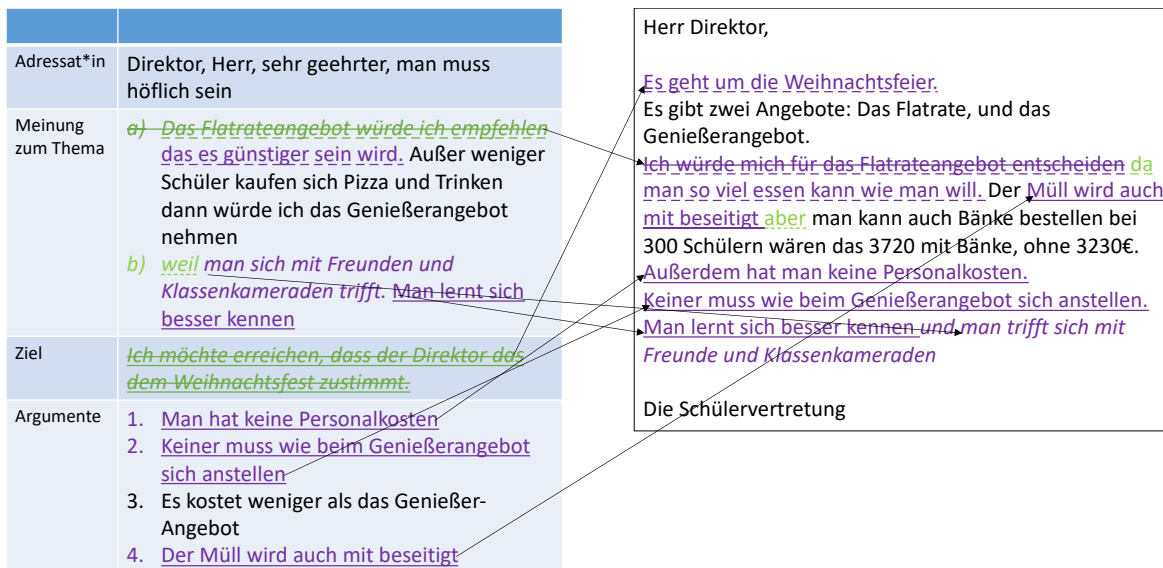 Adressat*in
Direktor, Herr, sehr geehrter, man muss
höflich sein
Meinung
zum Thema
a) Das Flatrateangebot würde ich empfehlen
das es günstiger sein wird. Außer weniger
Schüler kaufen sich Pizza und Trinken
dann würde ich das Genießerangebot
nehmen
b) weil man sich mit Freunden und
Klassenkameraden trifft. Man lernt sich
besser kennen
Ziel
Ich möchte erreichen, dass der Direktor das
dem Weihnachtsfest zustimmt.
Argumente
1. Man hat keine Personalkosten
2. Keiner muss wie beim Genießerangebot
sich anstellen
3. Es kostet weniger als das Genießer-
Angebot
4. Der Müll wird auch mit beseitigt
Herr Direktor,
Es geht um die Weihnachtsfeier.
Es gibt zwei Angebote: Das Flatrate, und das
Genießerangebot.
Ich würde mich für das Flatrateangebot entscheiden da
man so viel essen kann wie man will. Der Müll wird auch
mit beseitigt aber man kann auch Bänke bestellen bei
300 Schülern wären das 3720 mit Bänke, ohne 3230€.
Außerdem hat man keine Personalkosten.
Keiner muss wie beim Genießerangebot sich anstellen.
Man lernt sich besser kennen und man trifft sich mit
Freunde und Klassenkameraden
Die Schülervertretung